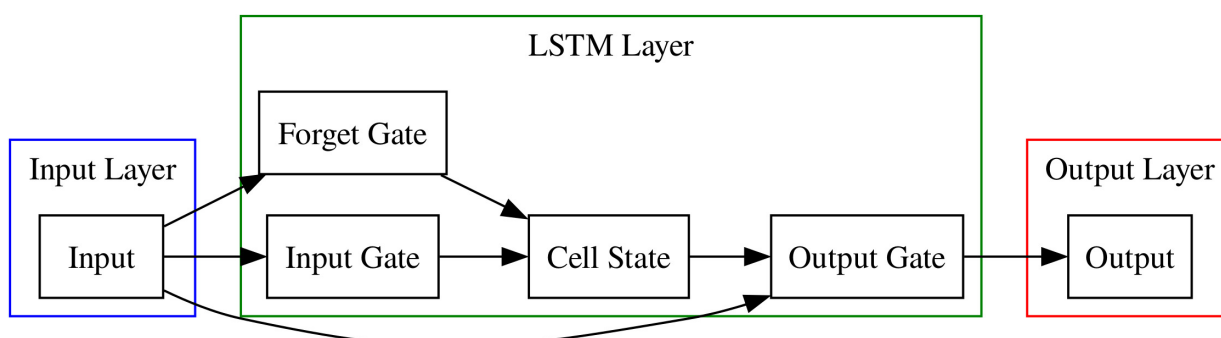 LSTM Layer
Forget Gate
Input Layer
Output Layer
Input
Input Gate
Cell State
Output Gate
Output